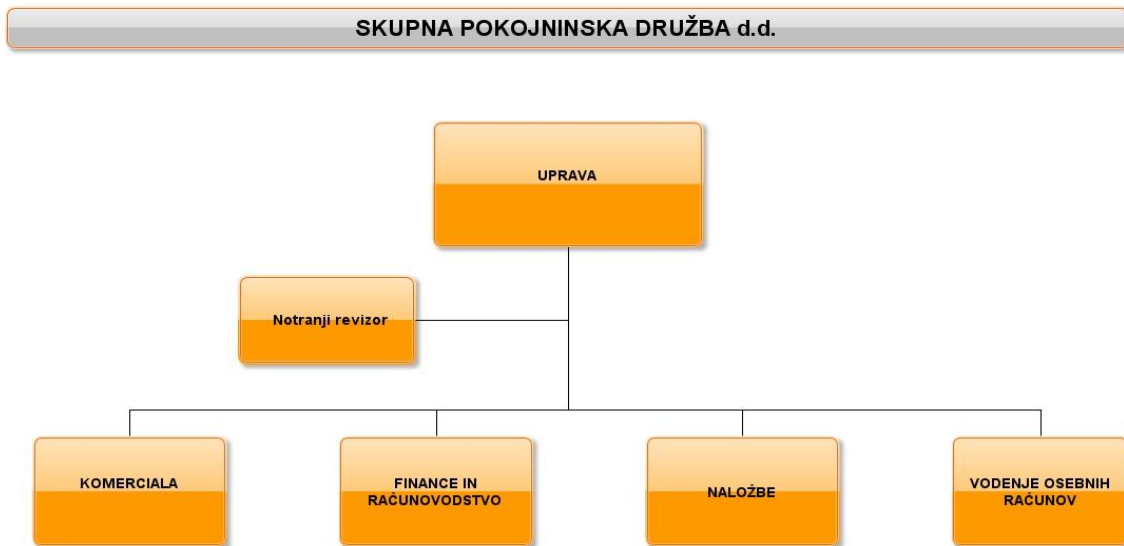 SKUPNA POKOJNINSKA DRUŽBA d.d.
UPRAVA
Notranji revizor
KOMERCIALA
FINANCE IN
RAČUNOVODSTVO
NALOŽBE
VODENJE OSEBNIH
RAČUNOV